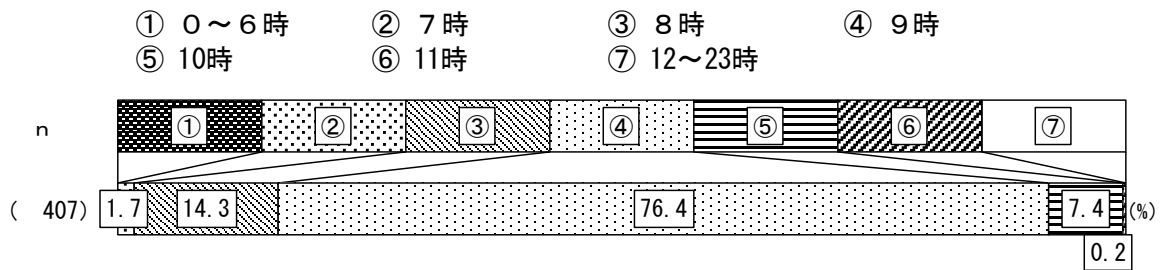 ① 0～6時 ② 7時 ③ 8時 ④ 9時
⑤ 10時 ⑥ 11時 ⑦ 12～23時
n ① ② ③ ④ ⑤ ⑥ ⑦
( 407) 1.7 14.3 76.4 7.4 (%)
0.2